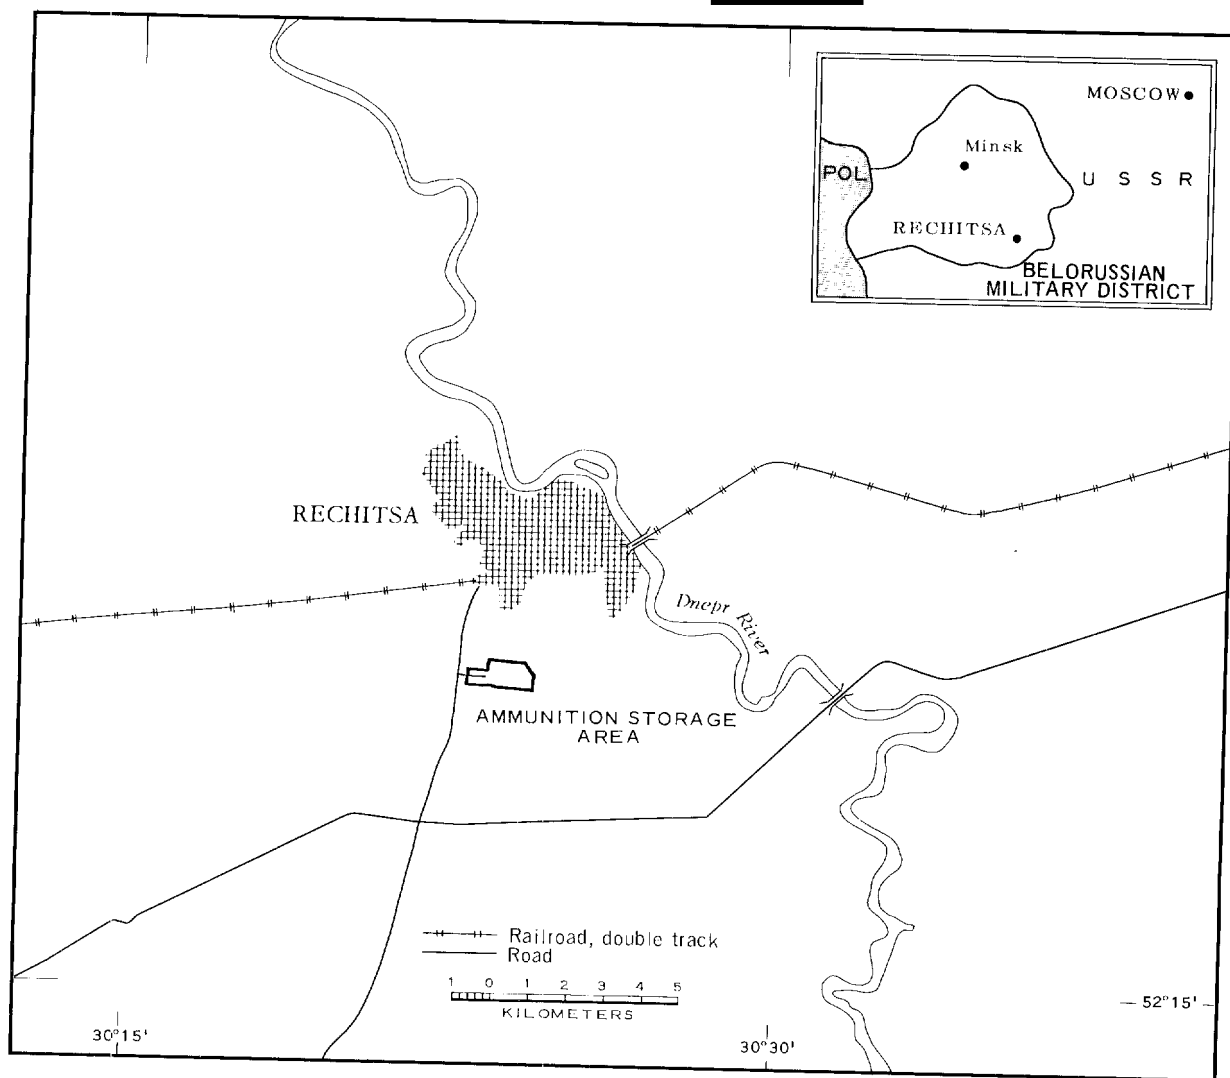 MOSCOW
Minsk
POL
U S S R
RECHITSA
BELORUSSIAN
MILITARY DISTRICT
RECHITSA
Dnepr River
AMMUNITION STORAGE
AREA
Railroad, double track
Road
1 0 1 2 3 4 5
KILOMETERS
52°15'
30°15'
30°30'